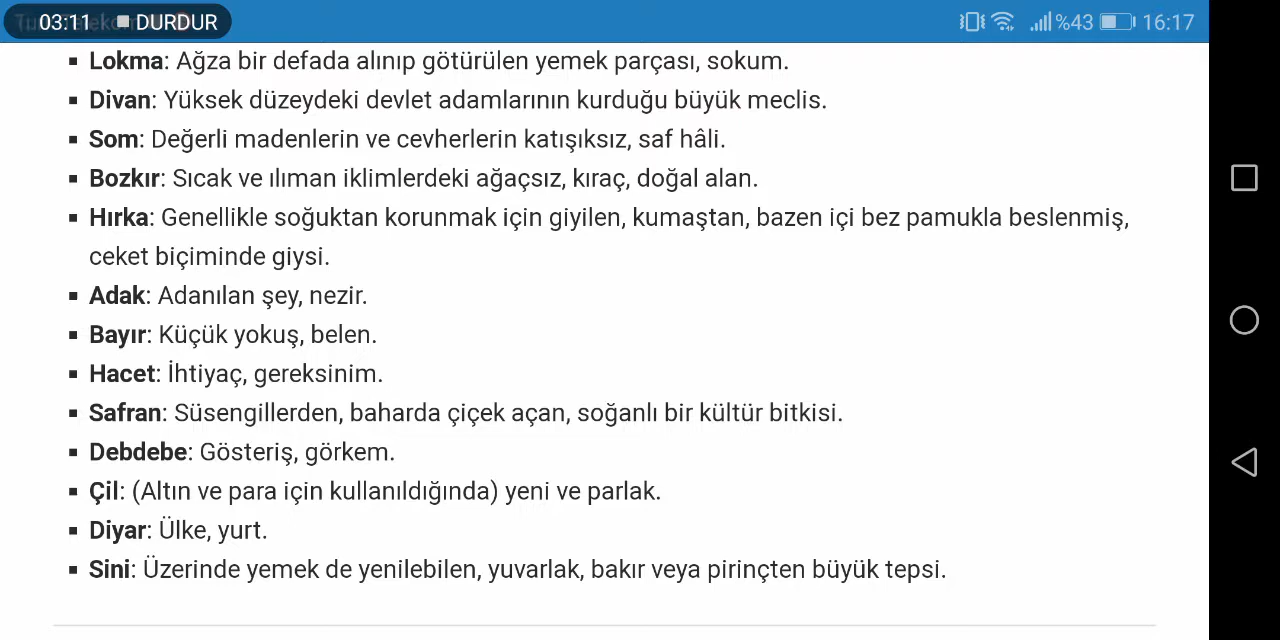 03:11 DURDUR %43 16:17
▪ Lokma: Ağza bir defada alınıp götürülen yemek parçası, sokum.
▪ Divan: Yüksek düzeydeki devlet adamlarının kurduğu büyük meclis.
▪ Som: Değerli madenlerin ve cevherlerin katışıksız, saf hâli.
▪ Bozkır: Sıcak ve ılıman iklimlerdeki ağaçsız, kıraç, doğal alan.
▪ Hırka: Genellikle soğuktan korunmak için giyilen, kumaştan, bazen içi bez pamukla beslenmiş,
ceket biçiminde giysi.
▪ Adak: Adanılan şey, nezir.
▪ Bayır: Küçük yokuş, belen.
▪ Hacet: İhtiyaç, gereksinim.
▪ Safran: Süsengillerden, baharda çiçek açan, soğanlı bir kültür bitkisi.
▪ Debdebe: Gösteriş, görkem.
▪ Çil: (Altın ve para için kullanıldığında) yeni ve parlak.
▪ Diyar: Ülke, yurt.
▪ Sini: Üzerinde yemek de yenilebilen, yuvarlak, bakır veya pirinçten büyük tepsi.